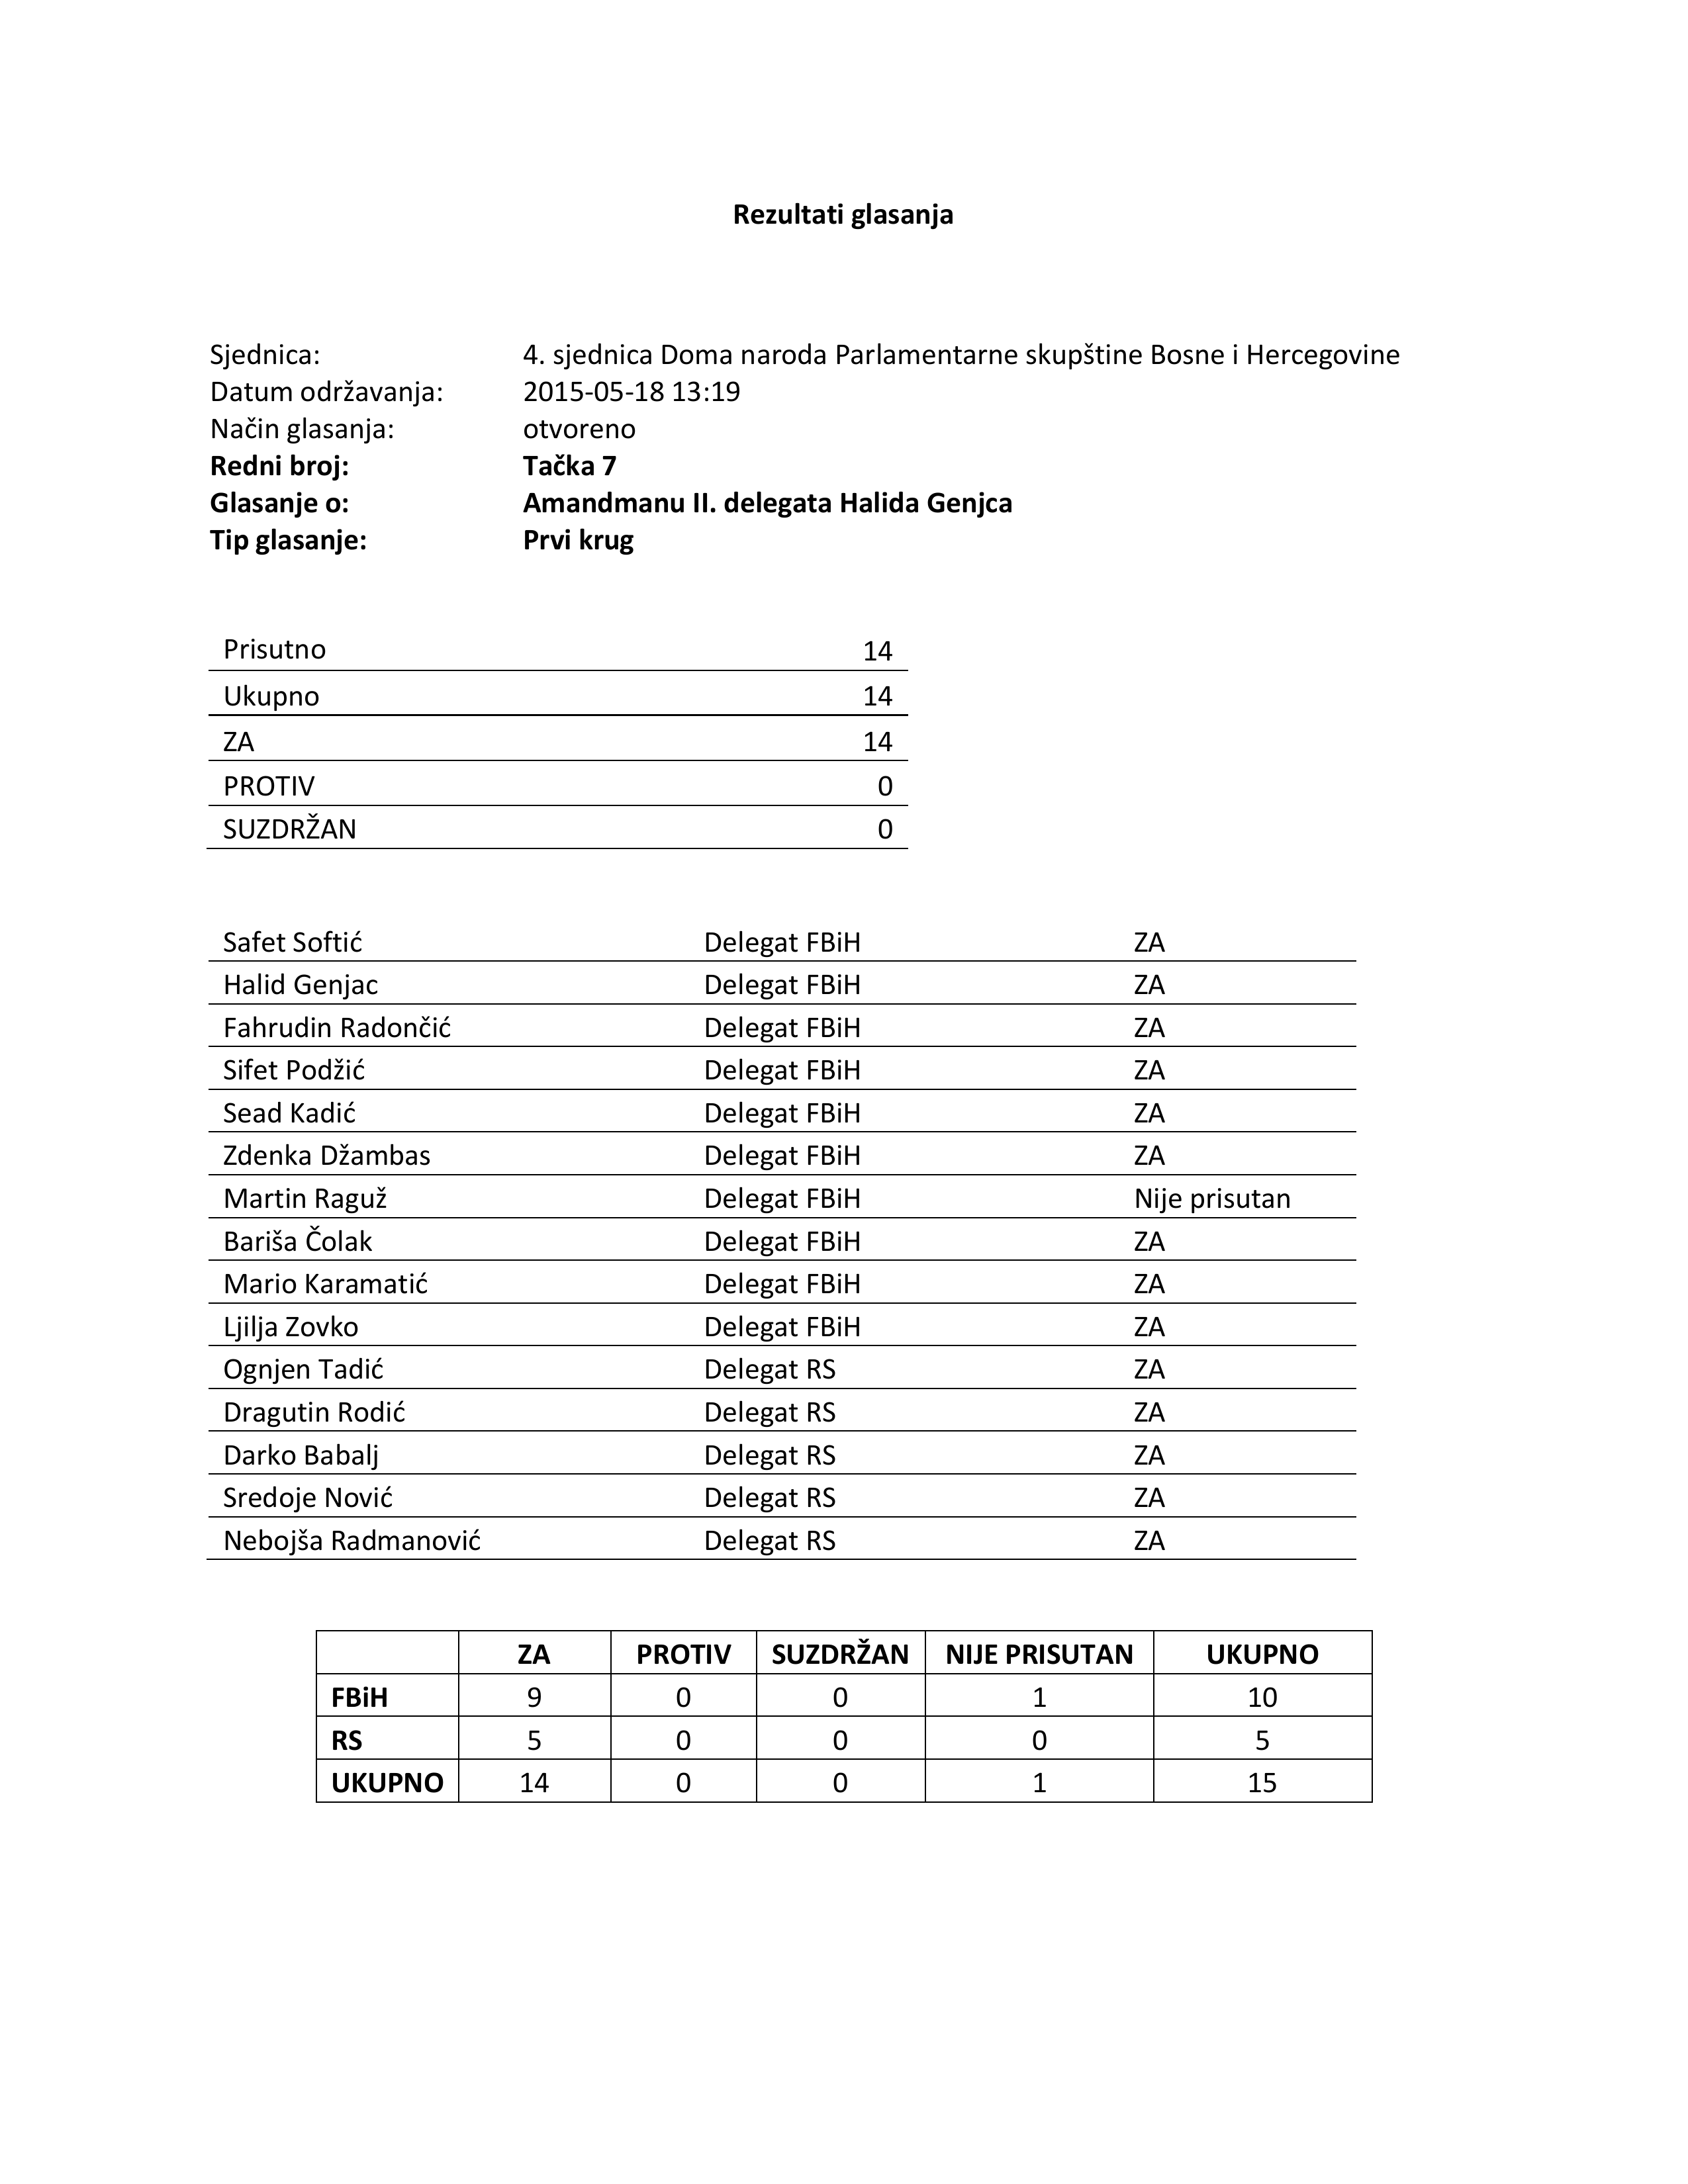 Rezultati glasanja
Sjednica: 4. sjednica Doma naroda Parlamentarne skupštine Bosne i Hercegovine
Datum održavanja: 2015-05-18 13:19
Način glasanja: otvoreno
Redni broj: Tačka 7
Glasanje o: Amandmanu II. delegata Halida Genjca
Tip glasanje: Prvi krug
Prisutno 14
Ukupno 14
ZA 14
PROTIV 0
SUZDRŽAN 0
Safet Softić Delegat FBiH ZA
Halid Genjac Delegat FBiH ZA
Fahrudin Radončić Delegat FBiH ZA
Sifet Podžić Delegat FBiH ZA
Sead Kadić Delegat FBiH ZA
Zdenka Džambas Delegat FBiH ZA
Martin Raguž Delegat FBiH Nije prisutan
Bariša Čolak Delegat FBiH ZA
Mario Karamatić Delegat FBiH ZA
Ljilja Zovko Delegat FBiH ZA
Ognjen Tadić Delegat RS ZA
Dragutin Rodić Delegat RS ZA
Darko Babalj Delegat RS ZA
Sredoje Nović Delegat RS ZA
Nebojša Radmanović Delegat RS ZA
ZA PROTIV SUZDRŽAN NIJE PRISUTAN UKUPNO
FBiH 9 0 0 1 10
RS 5 0 0 0 5
UKUPNO 14 0 0 1 15